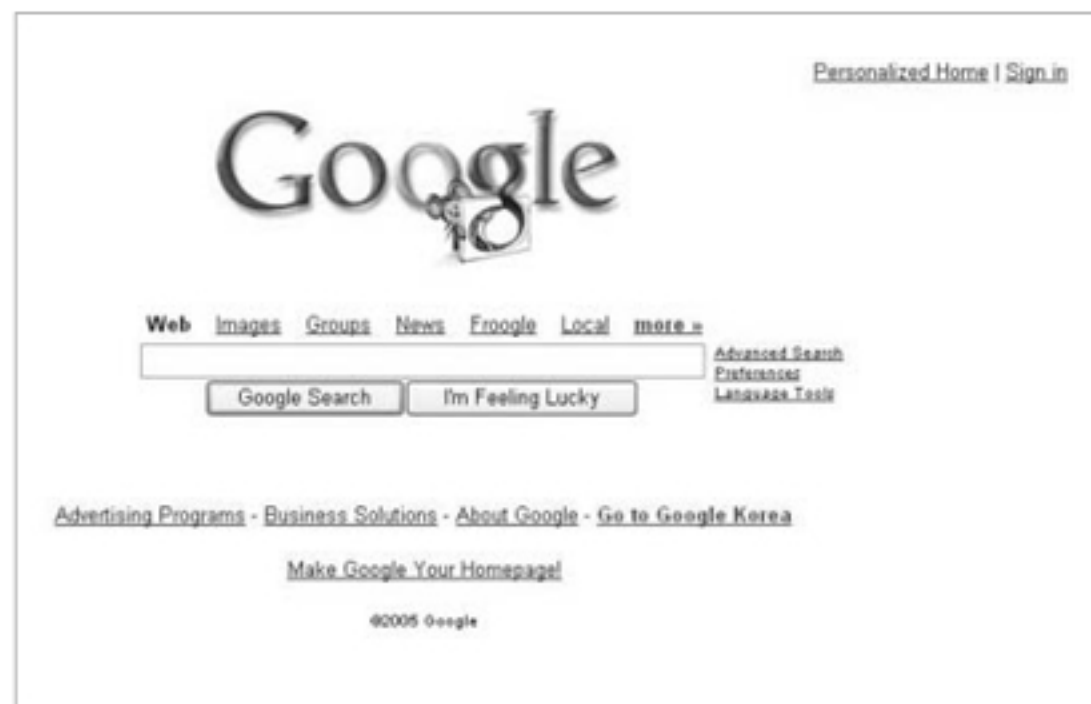 Personalized Home | Sign in
Google
Web Images Groups News Froogle Local more »
Advanced Search
Preferences
Language Tools
Google Search I'm Feeling Lucky
Advertising Programs - Business Solutions - About Google - Go to Google Korea
Make Google Your Homepage!
©2005 Google